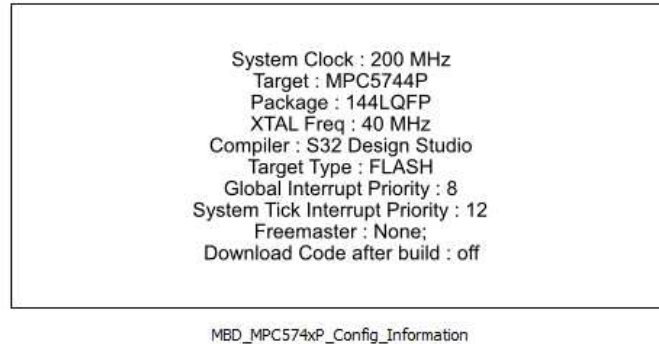 System Clock : 200 MHz
Target : MPC5744P
Package : 144LQFP
XTAL Freq : 40 MHz
Compiler : S32 Design Studio
Target Type : FLASH
Global Interrupt Priority : 8
System Tick Interrupt Priority : 12
Freemaster : None;
Download Code after build : off
MBD_MPC574xP_Config_Information